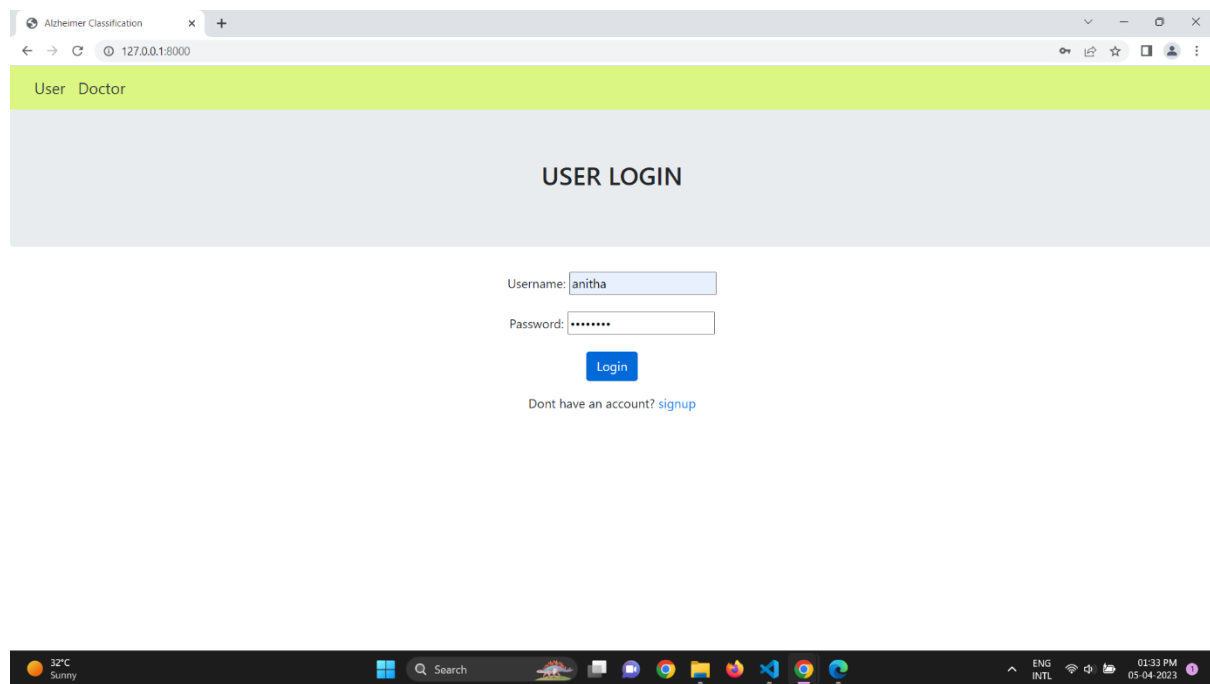 Alzheimer Classification
127.0.0.1:8000
User Doctor
USER LOGIN
Username: anitha
Password: ••••••••
Login
Dont have an account? signup
32°C
Sunny
Search
ENG
INTL
01:33 PM
05-04-2023
1